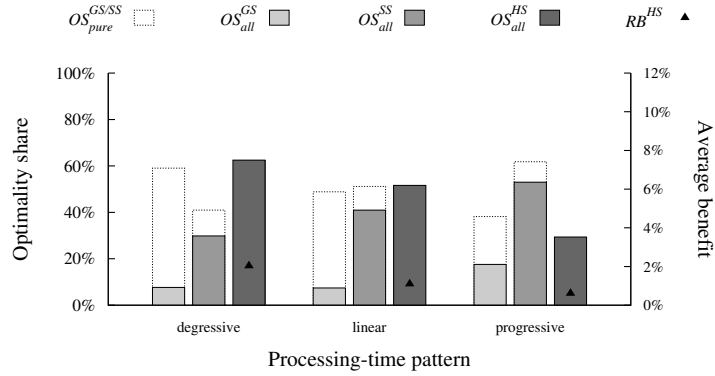 OS^{GS/SS}_{pure} OS^{GS}_{all} OS^{SS}_{all} OS^{HS}_{all} RB^{HS}
100% 12%
80% 10%
8%
60%
6%
40%
4%
20%
2%
0% 0%
Optimality share
Average benefit
degressive linear progressive
Processing-time pattern